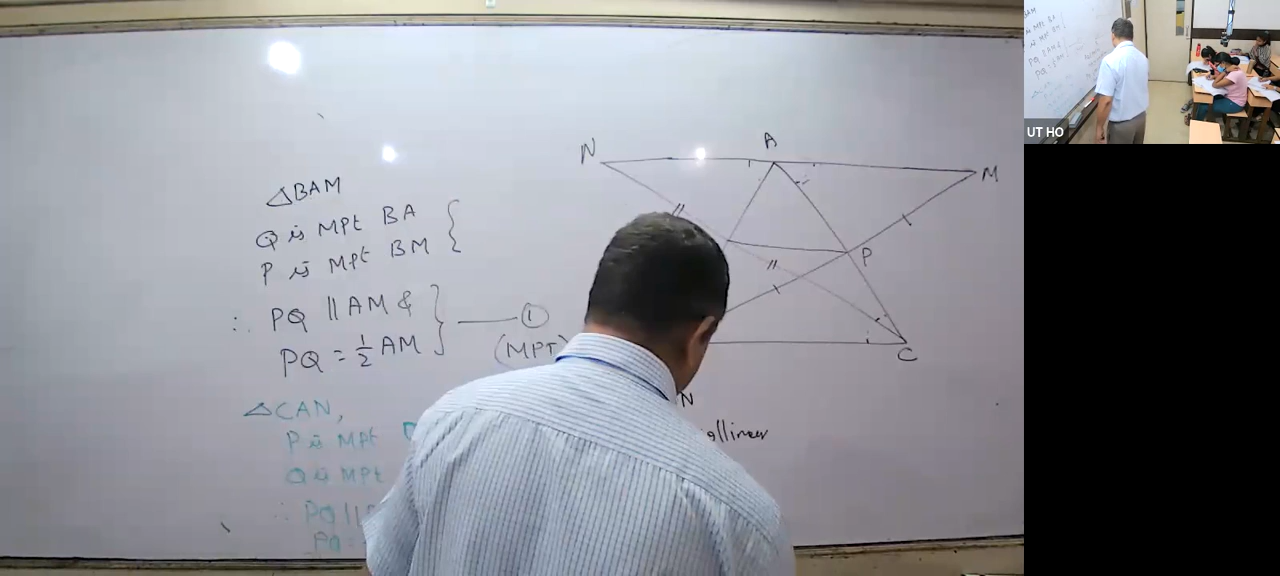 △BAM
Q is MPt BA
P is MPt BM
∴ PQ || AM &
PQ = ½ AM
①
(MPT)
△CAN,
P is MPt
Q is MPt
∴ PQ ||
PQ
N
A
M
P
C
N
UT HO